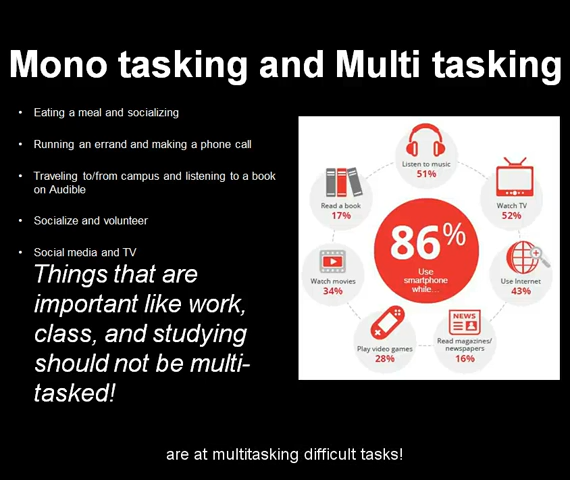 Mono tasking and Multi tasking
• Eating a meal and socializing
• Running an errand and making a phone call
• Traveling to/from campus and listening to a book
on Audible
• Socialize and volunteer
• Social media and TV
Things that are
important like work,
class, and studying
should not be multi-
tasked!
Listen to music
51%
Read a book
17%
Watch TV
52%
86%
Use
smartphone
while...
Watch movies
34%
Use Internet
43%
Play video games
28%
NEWS
Read magazines/
newspapers
16%
are at multitasking difficult tasks!